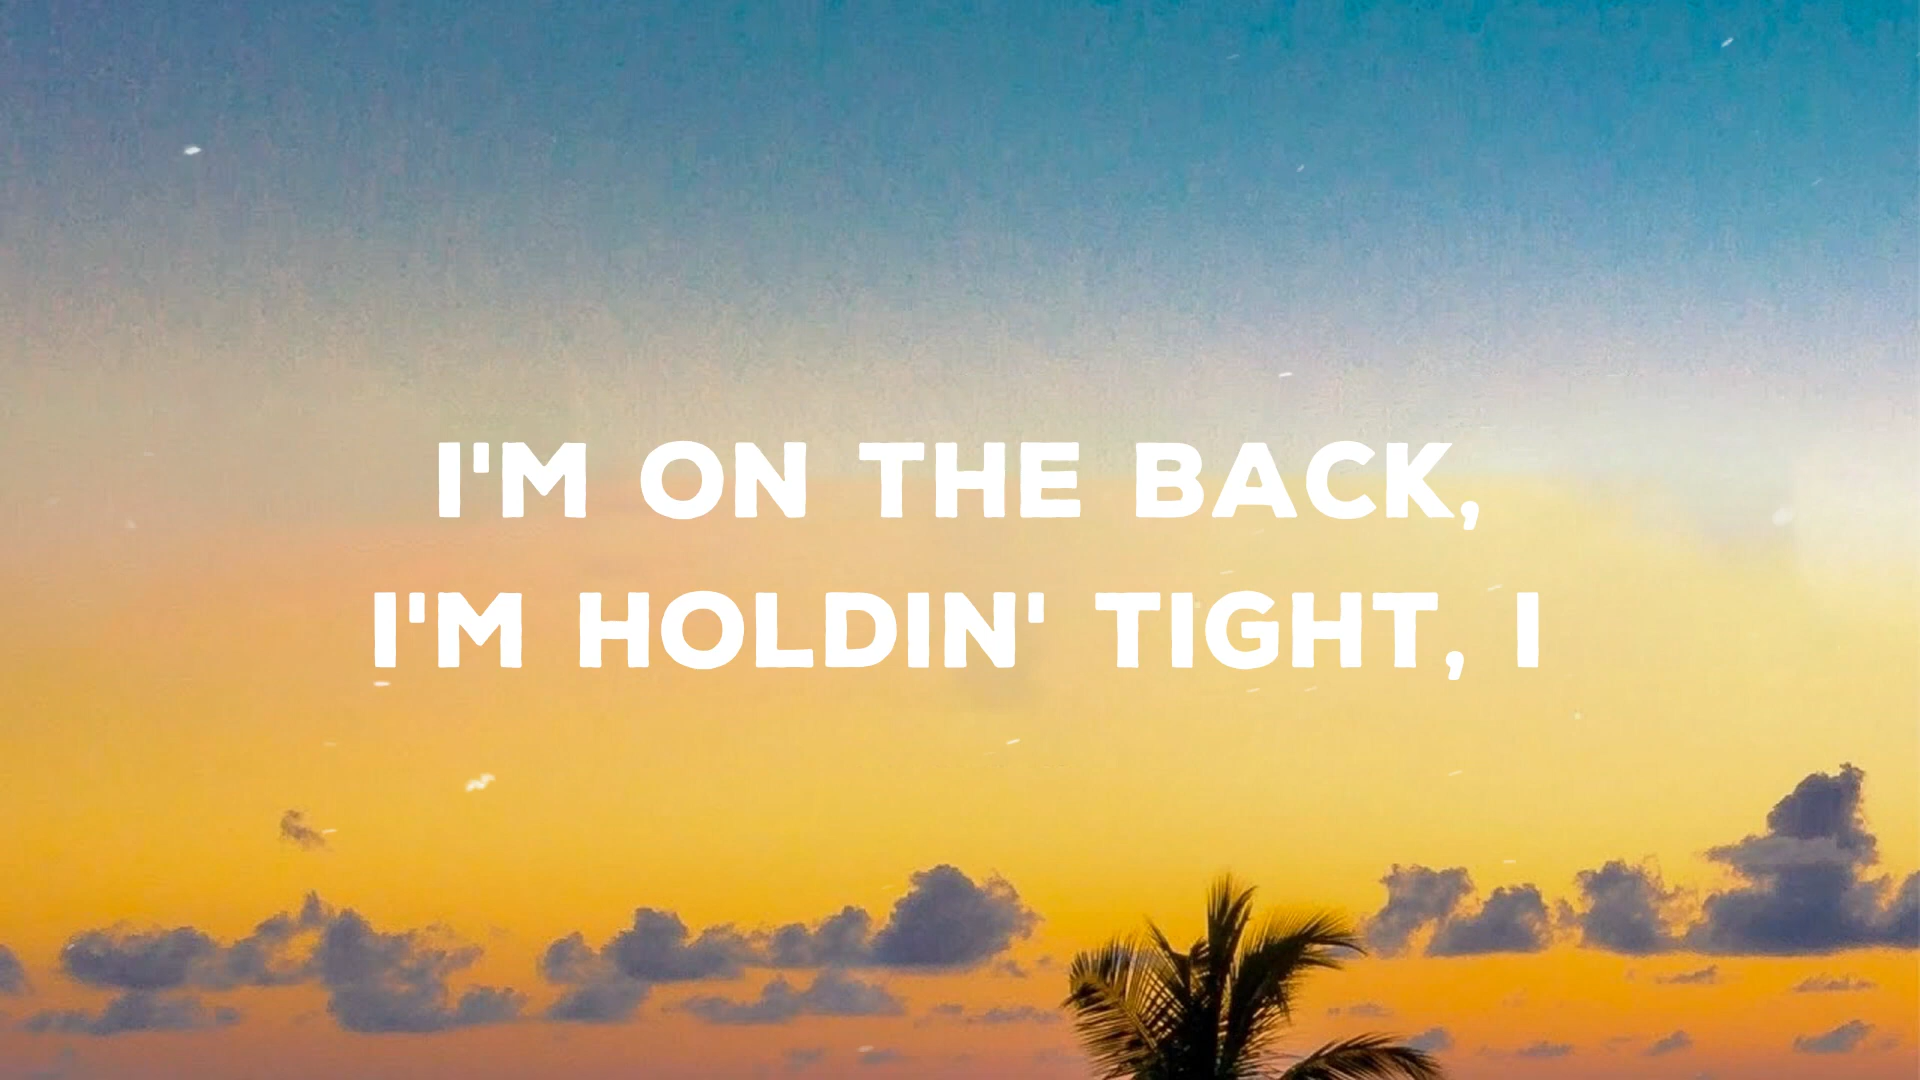 I'M ON THE BACK,
I'M HOLDIN' TIGHT, I